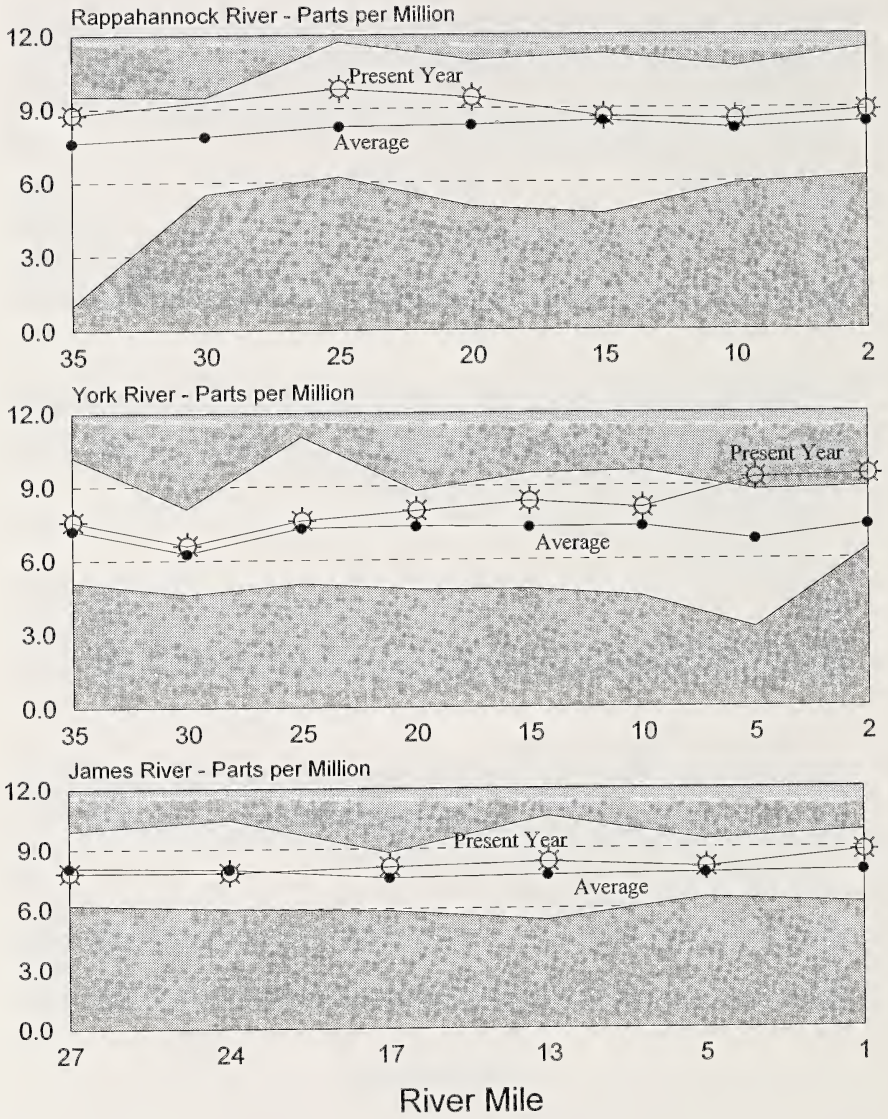 Rappahannock River - Parts per Million
12.0
9.0
6.0
3.0
0.0
Present Year
Average
35 30 25 20 15 10 2
York River - Parts per Million
12.0
9.0
6.0
3.0
0.0
Present Year
Average
35 30 25 20 15 10 5 2
James River - Parts per Million
12.0
9.0
6.0
3.0
0.0
Present Year
Average
27 24 17 13 5 1
River Mile